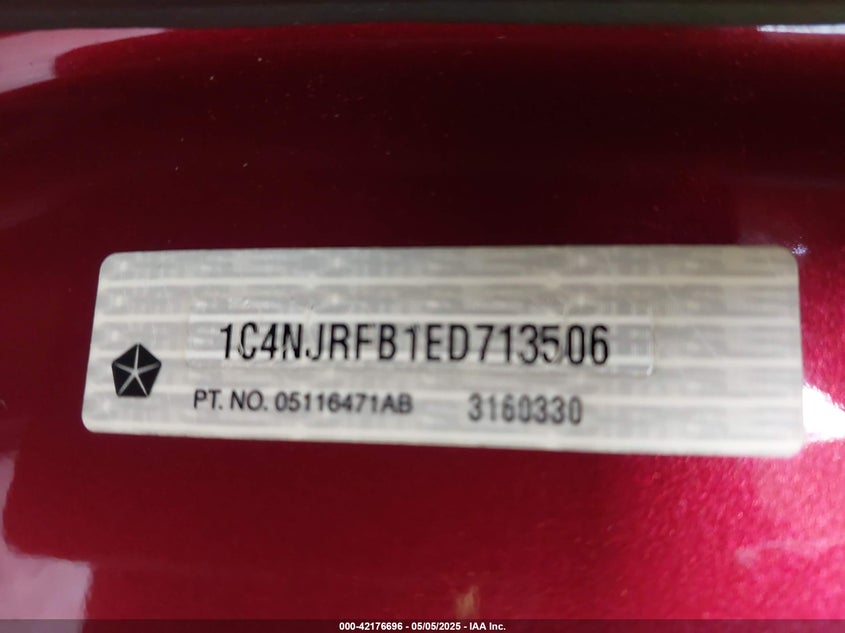 1C4NJRFB1ED713506
PT. NO. 05116471AB 3160330
000-42176696 - 05/05/2025 - IAA Inc.